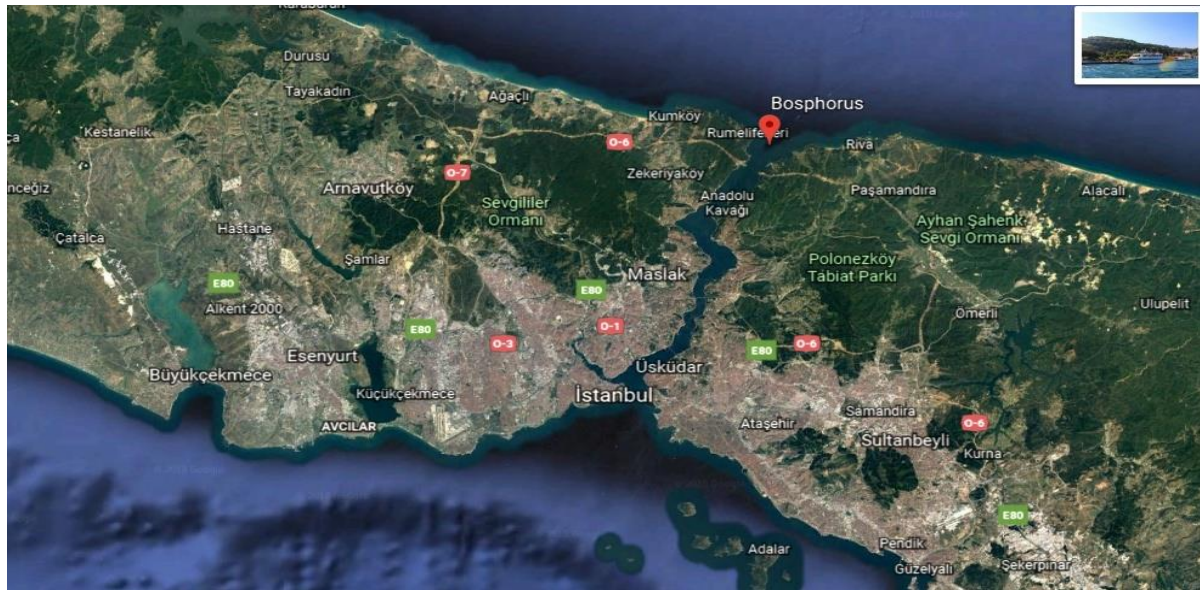 Durusu
Tayakadın
Ağaçlı
Bosphorus
Kumköy
Rumelifeneri
Kestanelik
O-6
Riva
O-7
Zekeriyaköy
Arnavutköy
Anadolu
Kavağı
Paşamandıra
Alacalı
Sevgililer
Ormanı
Hastane
Ayhan Şahenk
Sevgi Ormanı
Çatalca
Şamlar
Maslak
Polonezköy
Tabiat Parkı
E80
E80
Alkent 2000
Ulupelit
Ömerli
E80
O-1
O-3
E80
O-6
Esenyurt
Büyükçekmece
Üsküdar
Küçükçekmece
İstanbul
AVCILAR
Ataşehir
Samandıra
O-6
Sultanbeyli
Kurna
E80
Pendik
Adalar
Güzelyalı
Şekerpınar